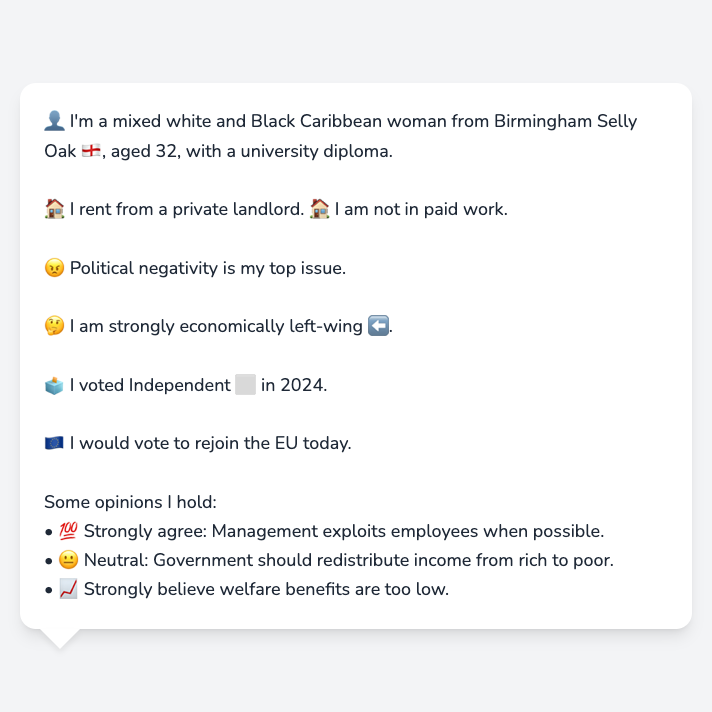 👤 I'm a mixed white and Black Caribbean woman from Birmingham Selly
Oak 🏴󠁧󠁢󠁥󠁮󠁧󠁿, aged 32, with a university diploma.
🏠 I rent from a private landlord. 🏠 I am not in paid work.
😠 Political negativity is my top issue.
🤔 I am strongly economically left-wing ⬅️.
🗳️ I voted Independent ⬜ in 2024.
🇪🇺 I would vote to rejoin the EU today.
Some opinions I hold:
• 💯 Strongly agree: Management exploits employees when possible.
• 😐 Neutral: Government should redistribute income from rich to poor.
• 📈 Strongly believe welfare benefits are too low.